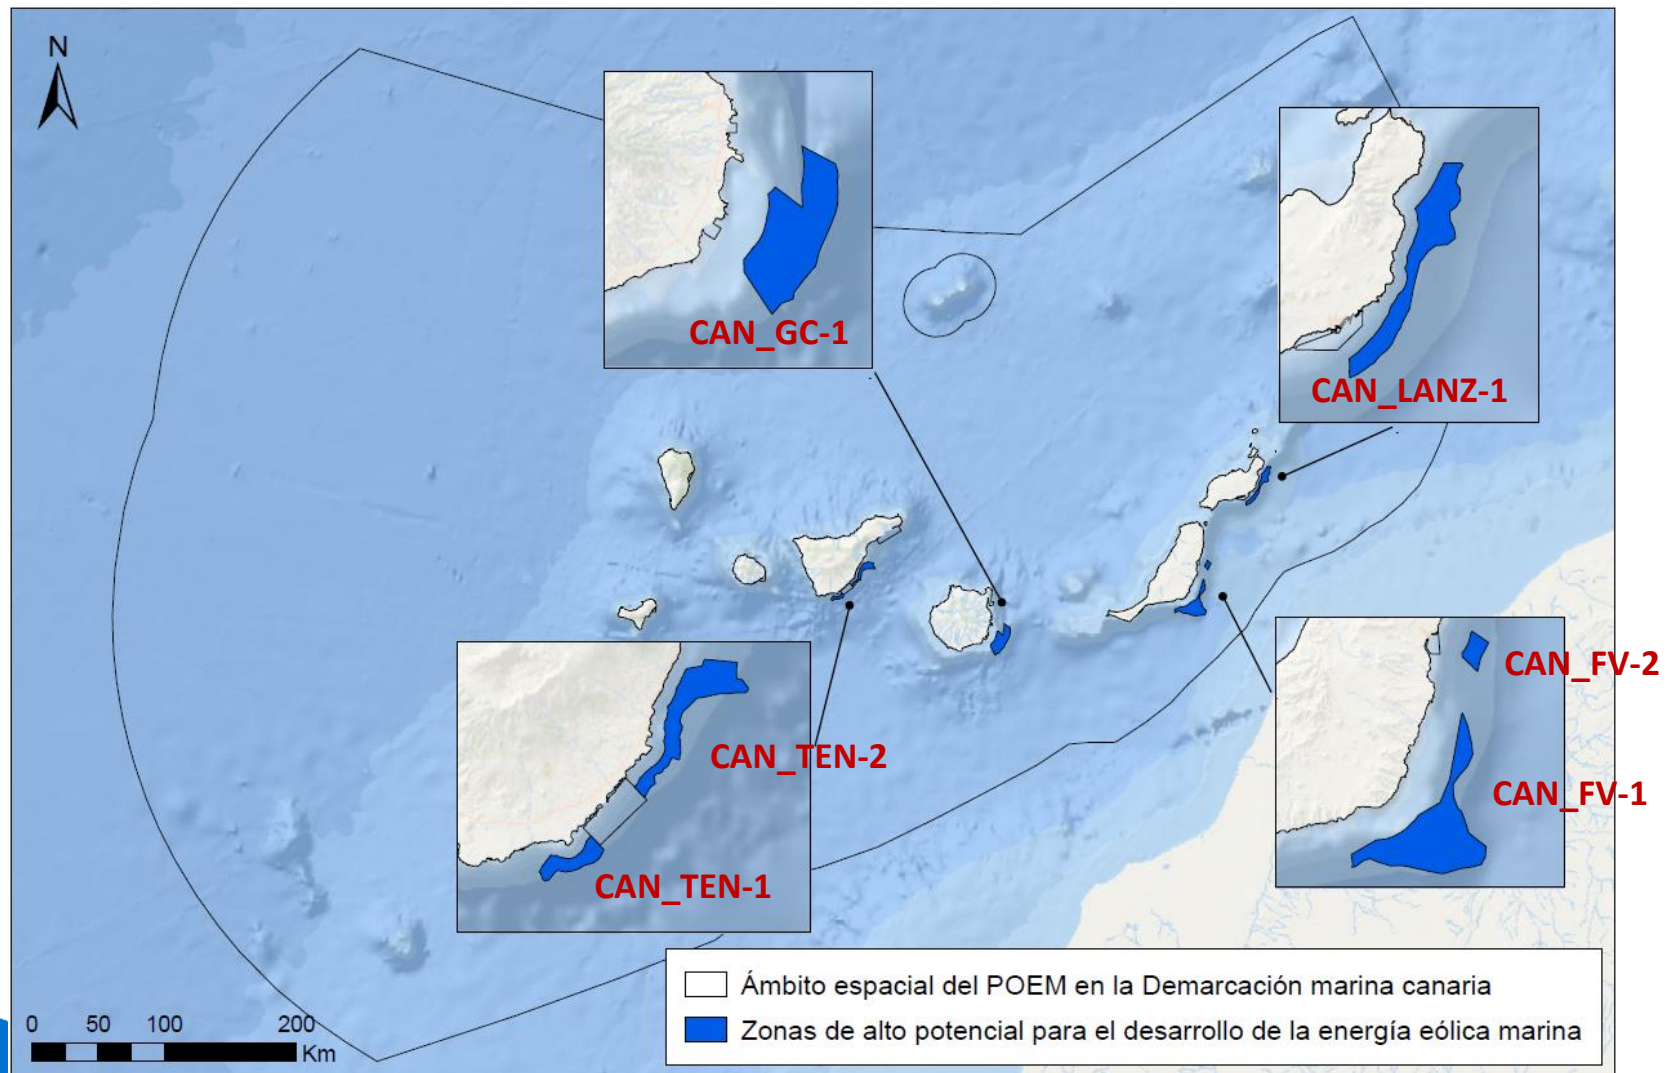 N
CAN_GC-1
CAN_LANZ-1
CAN_FV-2
CAN_TEN-2
CAN_FV-1
CAN_TEN-1
Ámbito espacial del POEM en la Demarcación marina canaria
Zonas de alto potencial para el desarrollo de la energía eólica marina
0 50 100 200
Km